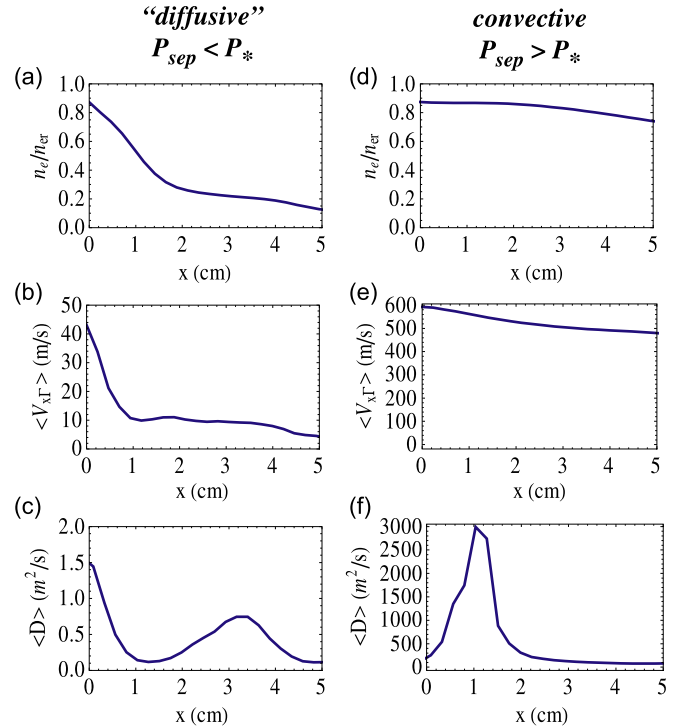 “diffusive”
P_sep < P_*
convective
P_sep > P_*
(a)
1.0
0.8
0.6
0.4
0.2
0.0
n_e/n_er
0 1 2 3 4 5
x (cm)
(d)
1.0
0.8
0.6
0.4
0.2
0.0
n_e/n_er
0 1 2 3 4 5
x (cm)
(b)
50
40
30
20
10
0
<V_xΓ> (m/s)
0 1 2 3 4 5
x (cm)
(e)
600
500
400
300
200
100
0
<V_xΓ> (m/s)
0 1 2 3 4 5
x (cm)
(c)
2.0
1.5
1.0
0.5
0.0
<D> (m²/s)
0 1 2 3 4 5
x (cm)
(f)
3000
2500
2000
1500
1000
500
0
<D> (m²/s)
0 1 2 3 4 5
x (cm)